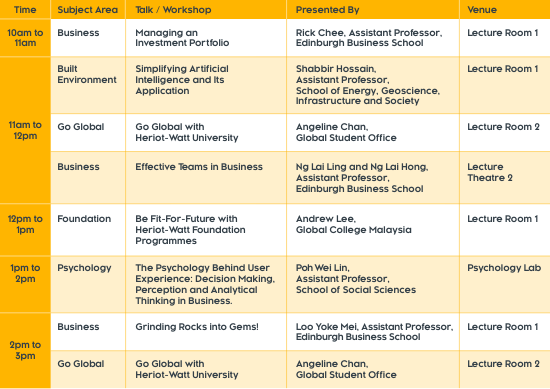 Time Subject Area Talk / Workshop Presented By Venue
10am to
11am
Business
Managing an
Investment Portfolio
Rick Chee, Assistant Professor,
Edinburgh Business School
Lecture Room 1
11am to
12pm
Built
Environment
Simplifying Artificial
Intelligence and Its
Application
Shabbir Hossain,
Assistant Professor,
School of Energy, Geoscience,
Infrastructure and Society
Lecture Room 1
Go Global
Go Global with
Heriot-Watt University
Angeline Chan,
Global Student Office
Lecture Room 2
Business
Effective Teams in Business
Ng Lai Ling and Ng Lai Hong,
Assistant Professor,
Edinburgh Business School
Lecture
Theatre 2
12pm to
1pm
Foundation
Be Fit-For-Future with
Heriot-Watt Foundation
Programmes
Andrew Lee,
Global College Malaysia
Lecture Room 1
1pm to
2pm
Psychology
The Psychology Behind User
Experience: Decision Making,
Perception and Analytical
Thinking in Business.
Poh Wei Lin,
Assistant Professor,
School of Social Sciences
Psychology Lab
2pm to
3pm
Business
Grinding Rocks into Gems!
Loo Yoke Mei, Assistant Professor,
Edinburgh Business School
Lecture Room 1
Go Global
Go Global with
Heriot-Watt University
Angeline Chan,
Global Student Office
Lecture Room 2